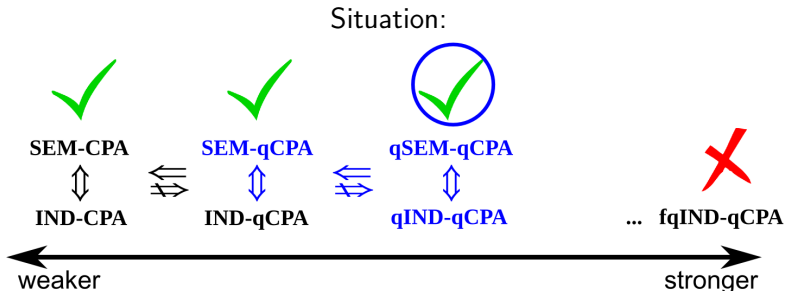 Situation:
SEM-CPA SEM-qCPA qSEM-qCPA
IND-CPA IND-qCPA qIND-qCPA ... fqIND-qCPA
weaker stronger